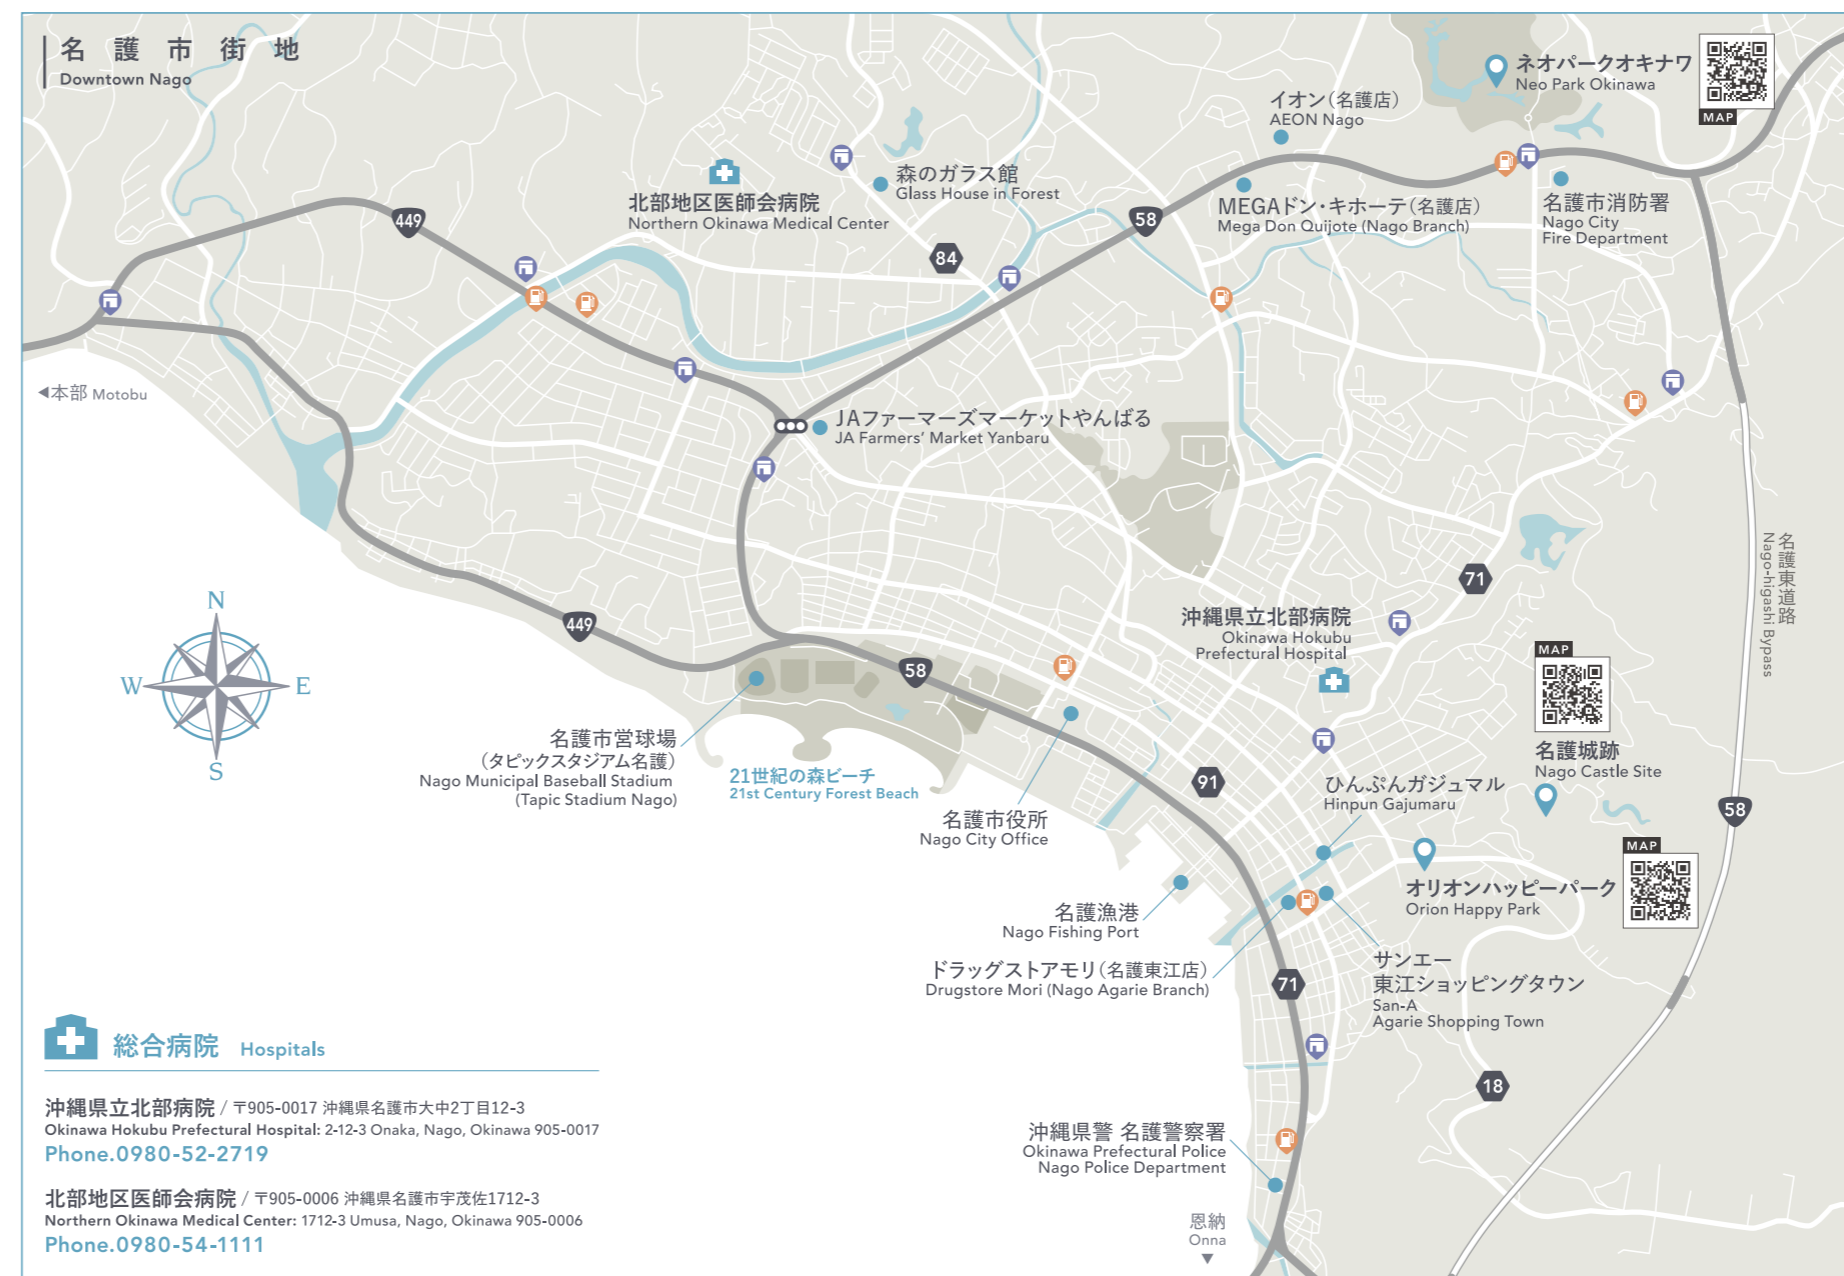 名護市街地
Downtown Nago
ネオパークオキナワ
Neo Park Okinawa
MAP
イオン（名護店）
AEON Nago
森のガラス館
Glass House in Forest
北部地区医師会病院
Northern Okinawa Medical Center
58
MEGAドン・キホーテ（名護店）
Mega Don Quijote (Nago Branch)
名護市消防署
Nago City
Fire Department
449
84
◀本部 Motobu
JAファーマーズマーケットやんばる
JA Farmers' Market Yanbaru
名護東道路
Nago-higashi Bypass
71
沖縄県立北部病院
Okinawa Hokubu
Prefectural Hospital
N
W
E
S
449
58
MAP
名護城跡
Nago Castle Site
名護市営球場
（タピックスタジアム名護）
Nago Municipal Baseball Stadium
(Tapic Stadium Nago)
21世紀の森ビーチ
21st Century Forest Beach
91
ひんぷんガジュマル
Hinpun Gajumaru
58
名護市役所
Nago City Office
MAP
オリオンハッピーパーク
Orion Happy Park
名護漁港
Nago Fishing Port
ドラッグストアモリ（名護東江店）
Drugstore Mori (Nago Agarie Branch)
71
サンエー
東江ショッピングタウン
San-A
Agarie Shopping Town
18
沖縄県警 名護警察署
Okinawa Prefectural Police
Nago Police Department
恩納
Onna
▼
総合病院 Hospitals
沖縄県立北部病院 / 〒905-0017 沖縄県名護市大中2丁目12-3
Okinawa Hokubu Prefectural Hospital: 2-12-3 Onaka, Nago, Okinawa 905-0017
Phone.0980-52-2719
北部地区医師会病院 / 〒905-0006 沖縄県名護市宇茂佐1712-3
Northern Okinawa Medical Center: 1712-3 Umusa, Nago, Okinawa 905-0006
Phone.0980-54-1111